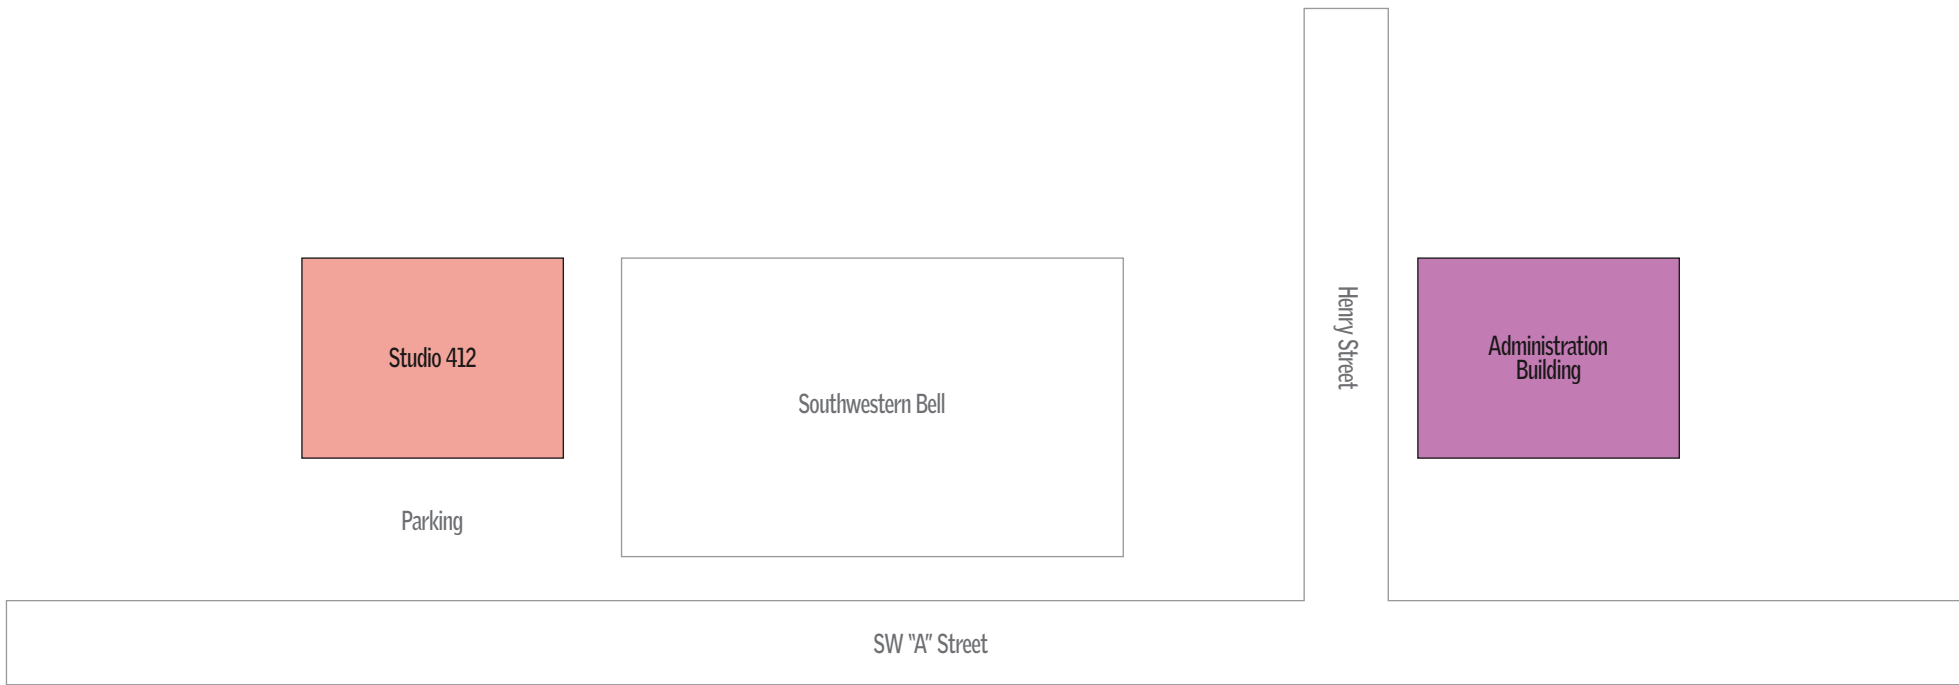 Studio 412
Southwestern Bell
Henry Street
Administration
Building
Parking
SW “A” Street